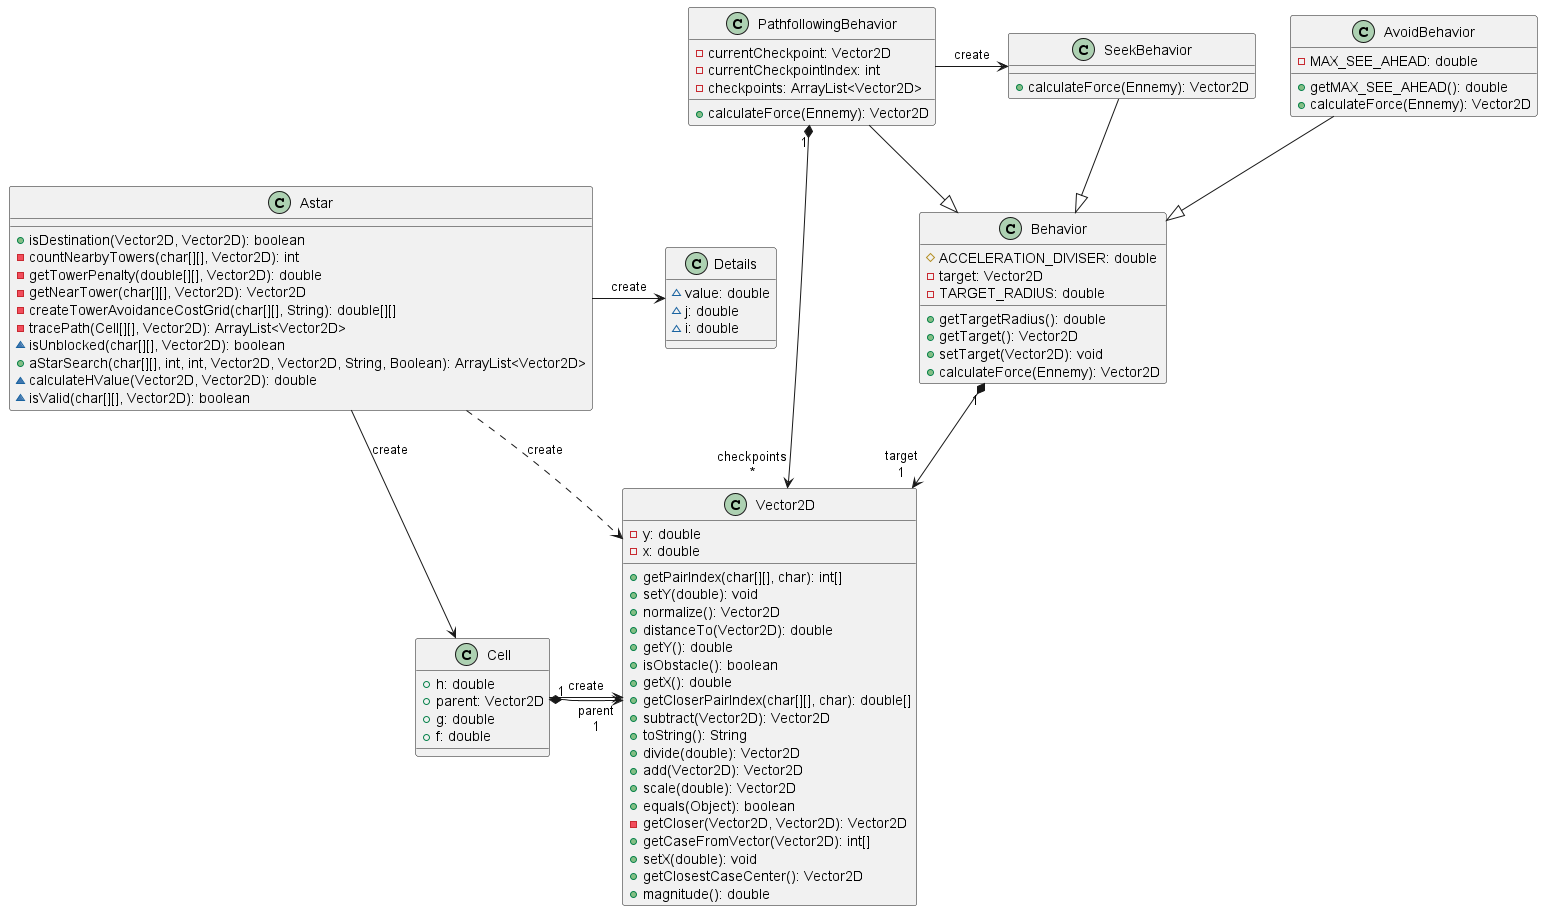 C PathfollowingBehavior
currentCheckpoint: Vector2D
currentCheckpointIndex: int
checkpoints: ArrayList<Vector2D>
calculateForce(Ennemy): Vector2D
create
C SeekBehavior
calculateForce(Ennemy): Vector2D
C AvoidBehavior
MAX_SEE_AHEAD: double
getMAX_SEE_AHEAD(): double
calculateForce(Ennemy): Vector2D
1
C Astar
isDestination(Vector2D, Vector2D): boolean
countNearbyTowers(char[][], Vector2D): int
getTowerPenalty(double[][], Vector2D): double
getNearTower(char[][], Vector2D): Vector2D
createTowerAvoidanceCostGrid(char[][], String): double[][]
tracePath(Cell[][], Vector2D): ArrayList<Vector2D>
isUnblocked(char[][], Vector2D): boolean
aStarSearch(char[][], int, int, Vector2D, Vector2D, String, Boolean): ArrayList<Vector2D>
calculateHValue(Vector2D, Vector2D): double
isValid(char[][], Vector2D): boolean
create
C Details
value: double
j: double
i: double
C Behavior
ACCELERATION_DIVISER: double
target: Vector2D
TARGET_RADIUS: double
getTargetRadius(): double
getTarget(): Vector2D
setTarget(Vector2D): void
calculateForce(Ennemy): Vector2D
1
create
create
checkpoints
*
target
1
C Vector2D
y: double
x: double
getPairIndex(char[][], char): int[]
setY(double): void
normalize(): Vector2D
distanceTo(Vector2D): double
getY(): double
isObstacle(): boolean
getX(): double
getCloserPairIndex(char[][], char): double[]
subtract(Vector2D): Vector2D
toString(): String
divide(double): Vector2D
add(Vector2D): Vector2D
scale(double): Vector2D
equals(Object): boolean
getCloser(Vector2D, Vector2D): Vector2D
getCaseFromVector(Vector2D): int[]
setX(double): void
getClosestCaseCenter(): Vector2D
magnitude(): double
C Cell
h: double
parent: Vector2D
g: double
f: double
1
create
parent
1